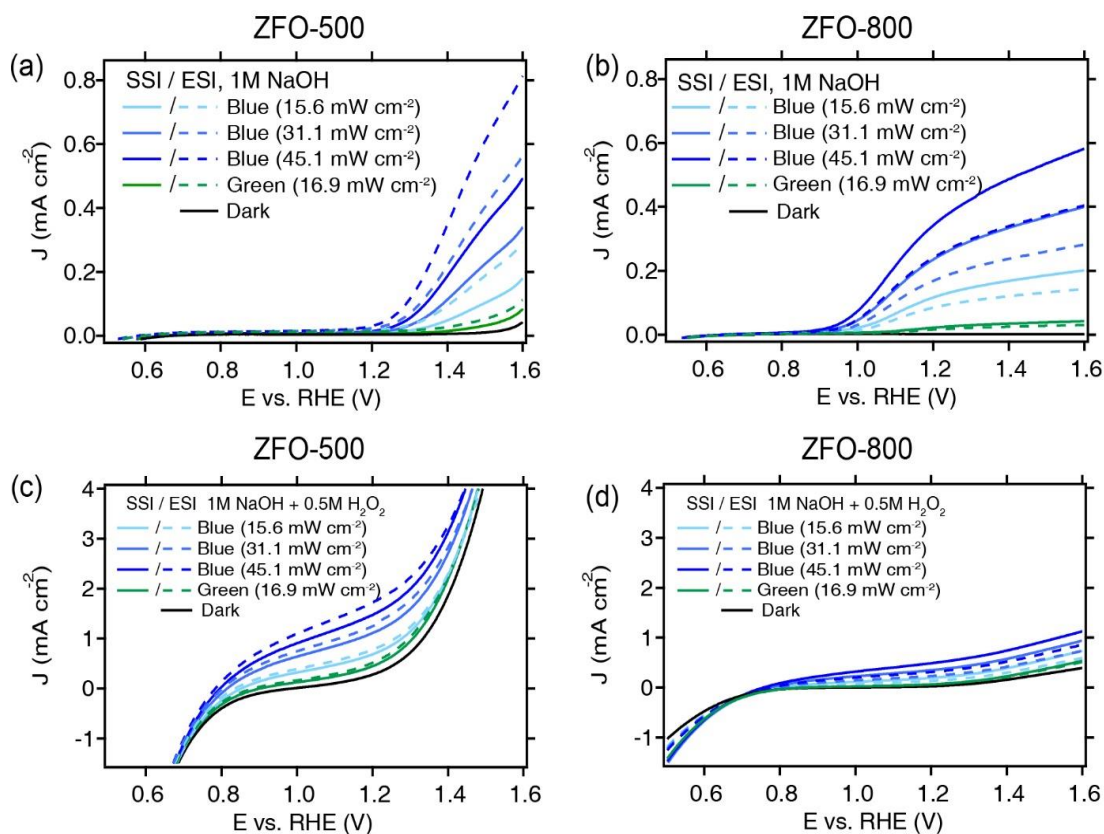 ZFO-500
(a)
SSI / ESI, 1M NaOH
/ Blue (15.6 mW cm⁻²)
/ Blue (31.1 mW cm⁻²)
/ Blue (45.1 mW cm⁻²)
/ Green (16.9 mW cm⁻²)
Dark
J (mA cm⁻²)
0.8
0.6
0.4
0.2
0.0
0.6 0.8 1.0 1.2 1.4 1.6
E vs. RHE (V)
ZFO-800
(b)
SSI / ESI, 1M NaOH
/ Blue (15.6 mW cm⁻²)
/ Blue (31.1 mW cm⁻²)
/ Blue (45.1 mW cm⁻²)
/ Green (16.9 mW cm⁻²)
Dark
J (mA cm⁻²)
0.8
0.6
0.4
0.2
0.0
0.6 0.8 1.0 1.2 1.4 1.6
E vs. RHE (V)
ZFO-500
(c)
SSI / ESI 1M NaOH + 0.5M H₂O₂
/ Blue (15.6 mW cm⁻²)
/ Blue (31.1 mW cm⁻²)
/ Blue (45.1 mW cm⁻²)
/ Green (16.9 mW cm⁻²)
Dark
J (mA cm⁻²)
4
3
2
1
0
-1
0.6 0.8 1.0 1.2 1.4 1.6
E vs. RHE (V)
ZFO-800
(d)
SSI / ESI 1M NaOH + 0.5M H₂O₂
/ Blue (15.6 mW cm⁻²)
/ Blue (31.1 mW cm⁻²)
/ Blue (45.1 mW cm⁻²)
/ Green (16.9 mW cm⁻²)
Dark
J (mA cm⁻²)
4
3
2
1
0
-1
0.6 0.8 1.0 1.2 1.4 1.6
E vs. RHE (V)